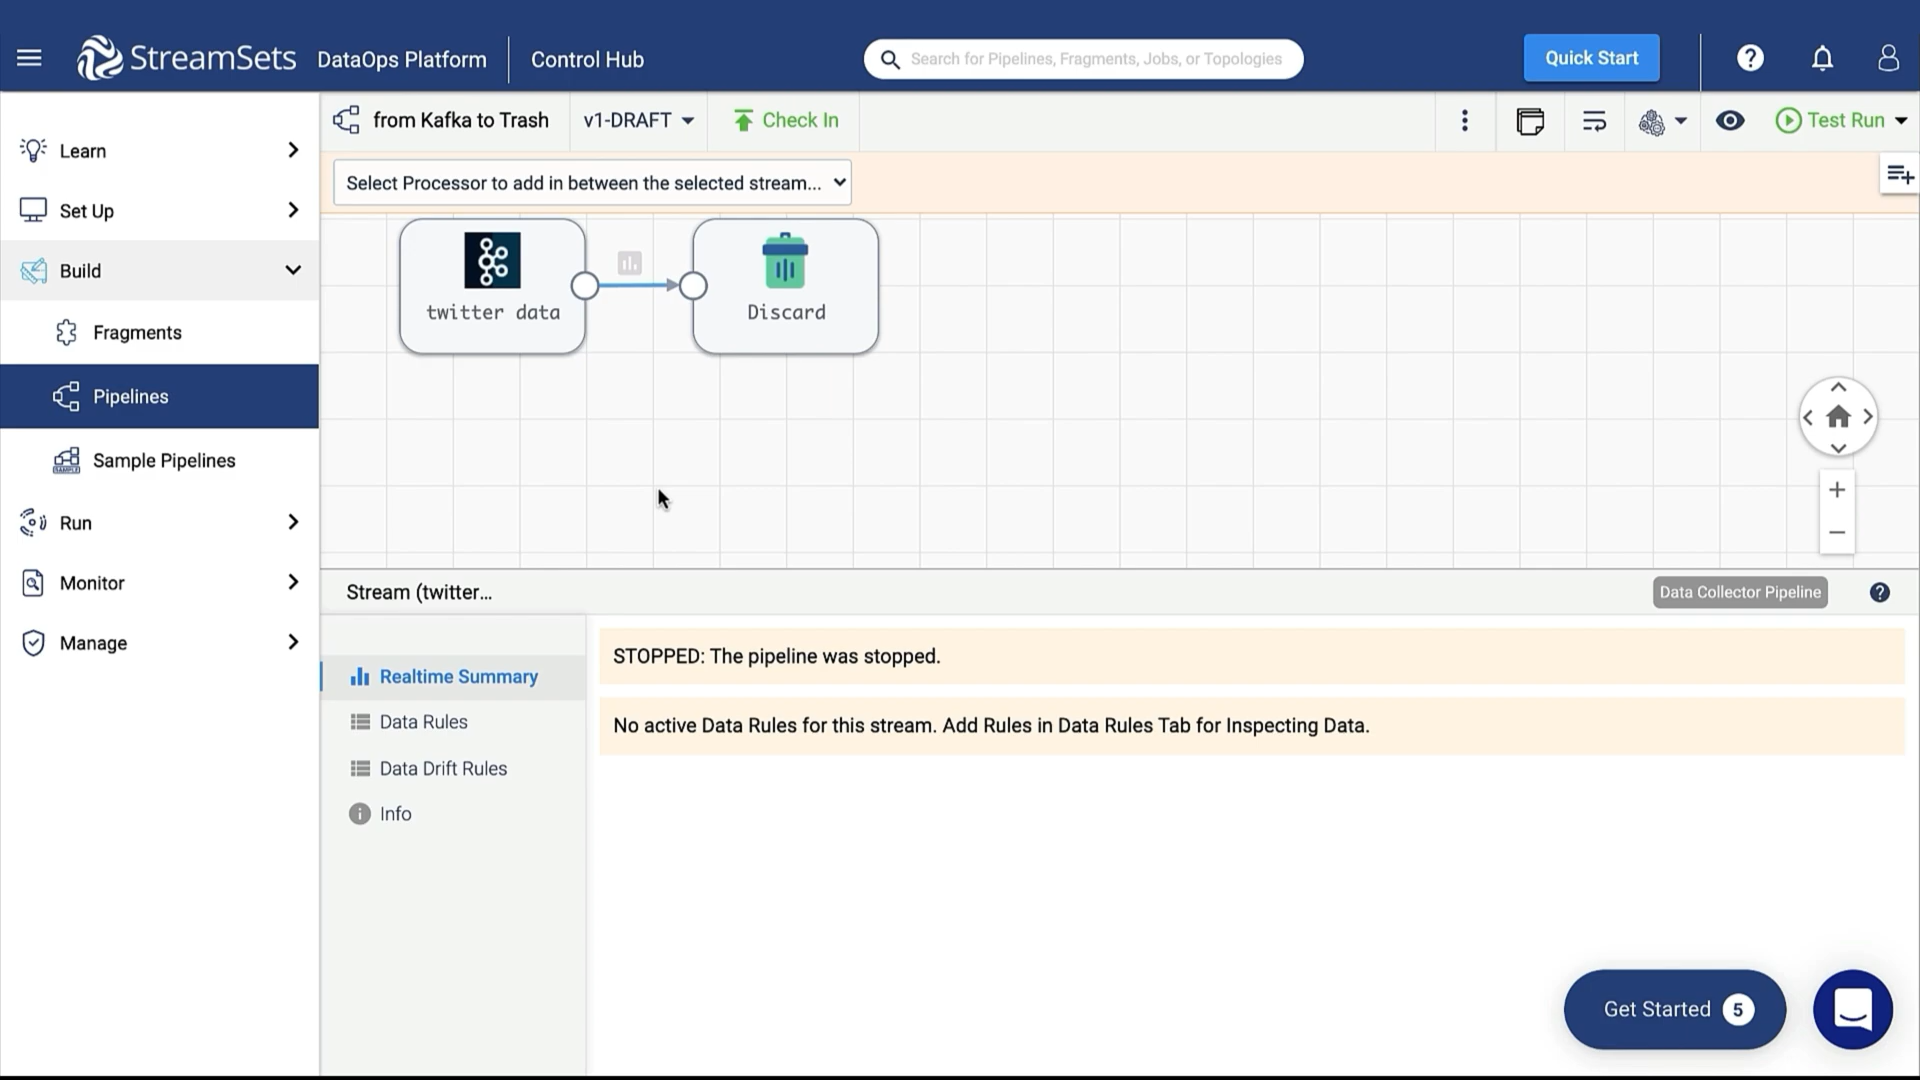 StreamSets DataOps Platform Control Hub
Search for Pipelines, Fragments, Jobs, or Topologies
Quick Start
Learn
Set Up
Build
Fragments
Pipelines
Sample Pipelines
Run
Monitor
Manage
from Kafka to Trash
v1-DRAFT
Check In
Test Run
Select Processor to add in between the selected stream...
twitter data
Discard
Stream (twitter...
Data Collector Pipeline
Realtime Summary
Data Rules
Data Drift Rules
Info
STOPPED: The pipeline was stopped.
No active Data Rules for this stream. Add Rules in Data Rules Tab for Inspecting Data.
Get Started 5